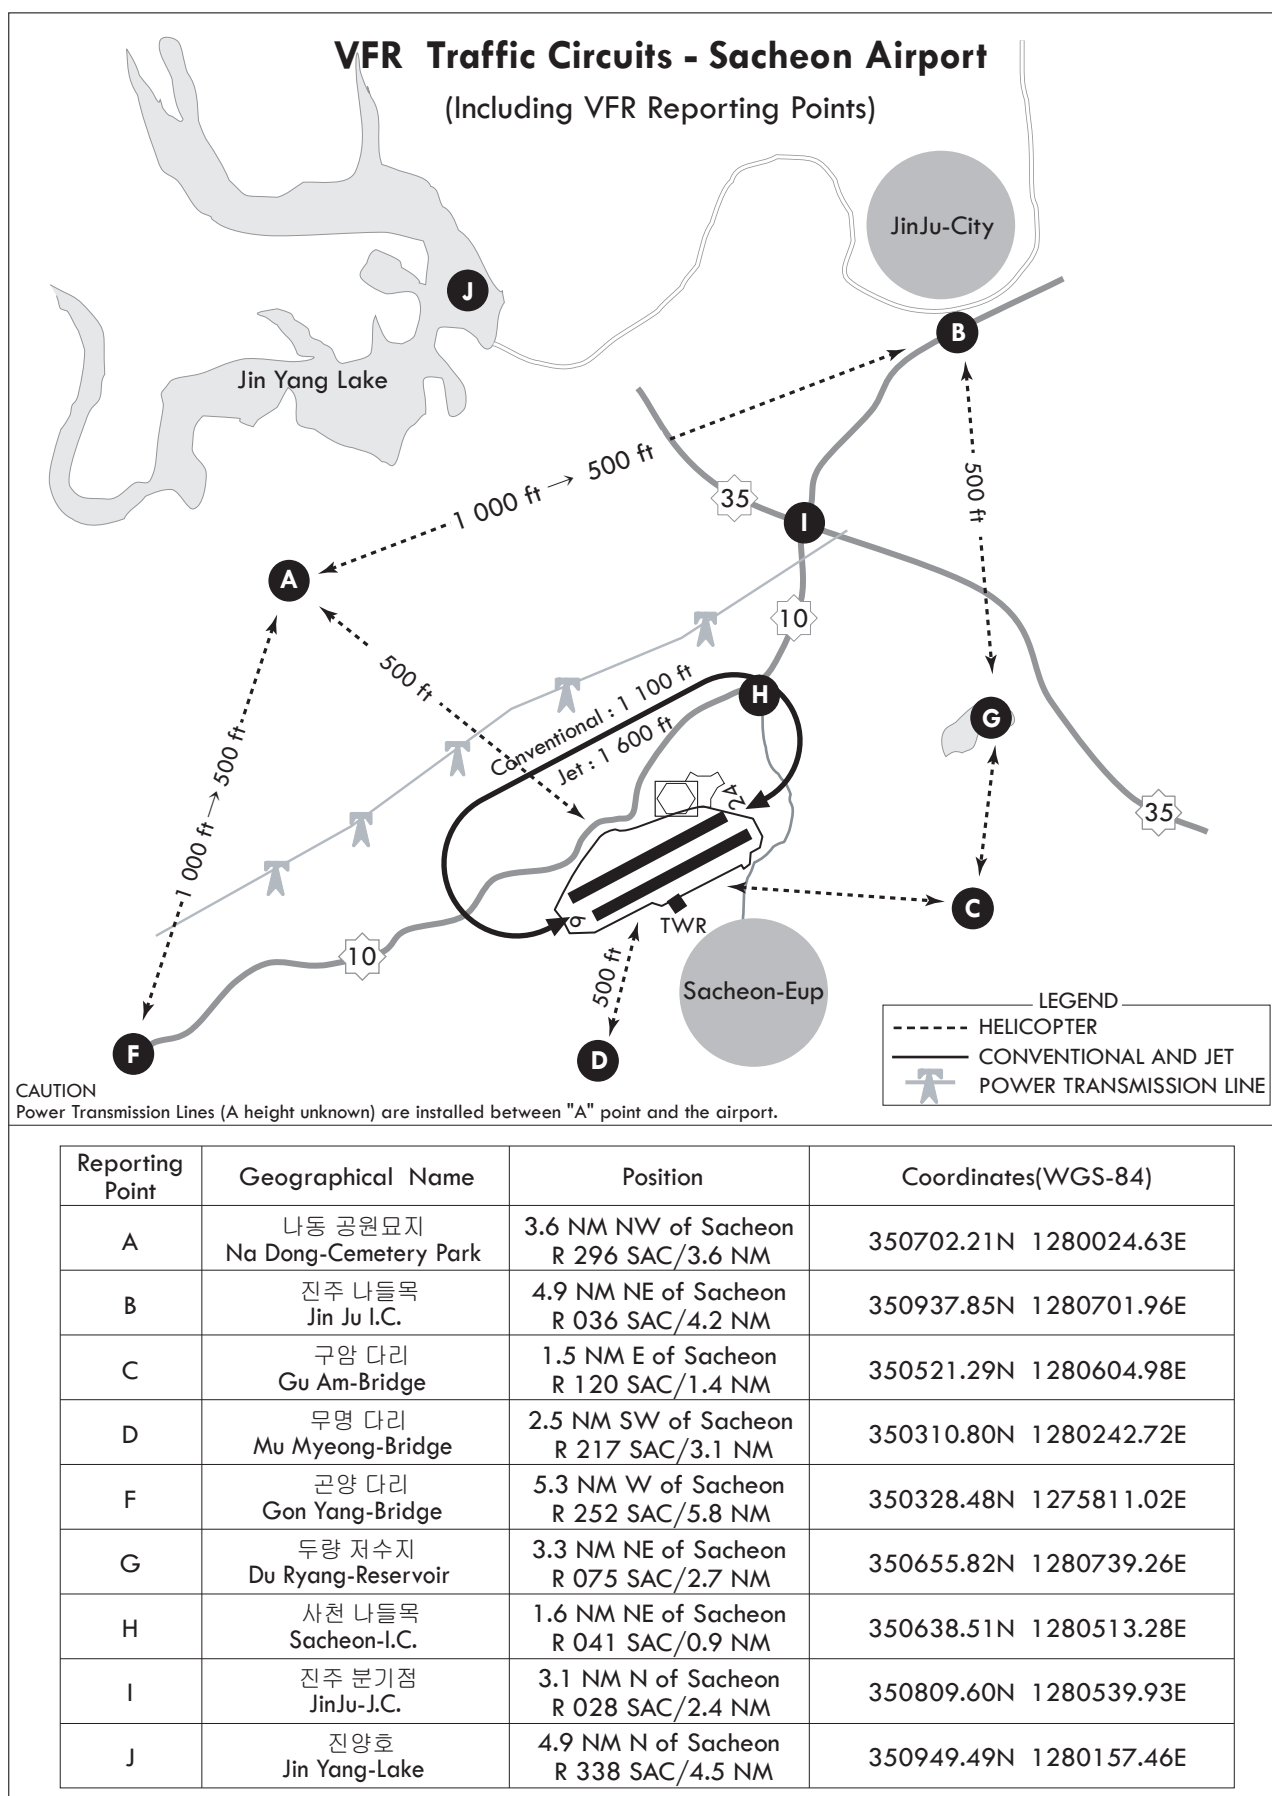 VFR Traffic Circuits - Sacheon Airport
(Including VFR Reporting Points)
JinJu-City
J
B
Jin Yang Lake
1 000 ft → 500 ft
35
500 ft
I
A
10
500 ft
H
Conventional : 1 100 ft
Jet : 1 600 ft
G
1 000 ft → 500 ft
24
35
C
6
TWR
10
500 ft
Sacheon-Eup
F
D
LEGEND
HELICOPTER
CONVENTIONAL AND JET
POWER TRANSMISSION LINE
CAUTION
Power Transmission Lines (A height unknown) are installed between "A" point and the airport.
Reporting Point Geographical Name Position Coordinates(WGS-84)
A 나동 공원묘지 3.6 NM NW of Sacheon 350702.21N 1280024.63E
Na Dong-Cemetery Park R 296 SAC/3.6 NM
B 진주 나들목 4.9 NM NE of Sacheon 350937.85N 1280701.96E
Jin Ju I.C. R 036 SAC/4.2 NM
C 구암 다리 1.5 NM E of Sacheon 350521.29N 1280604.98E
Gu Am-Bridge R 120 SAC/1.4 NM
D 무명 다리 2.5 NM SW of Sacheon 350310.80N 1280242.72E
Mu Myeong-Bridge R 217 SAC/3.1 NM
F 곤양 다리 5.3 NM W of Sacheon 350328.48N 1275811.02E
Gon Yang-Bridge R 252 SAC/5.8 NM
G 두량 저수지 3.3 NM NE of Sacheon 350655.82N 1280739.26E
Du Ryang-Reservoir R 075 SAC/2.7 NM
H 사천 나들목 1.6 NM NE of Sacheon 350638.51N 1280513.28E
Sacheon-I.C. R 041 SAC/0.9 NM
I 진주 분기점 3.1 NM N of Sacheon 350809.60N 1280539.93E
JinJu-J.C. R 028 SAC/2.4 NM
J 진양호 4.9 NM N of Sacheon 350949.49N 1280157.46E
Jin Yang-Lake R 338 SAC/4.5 NM